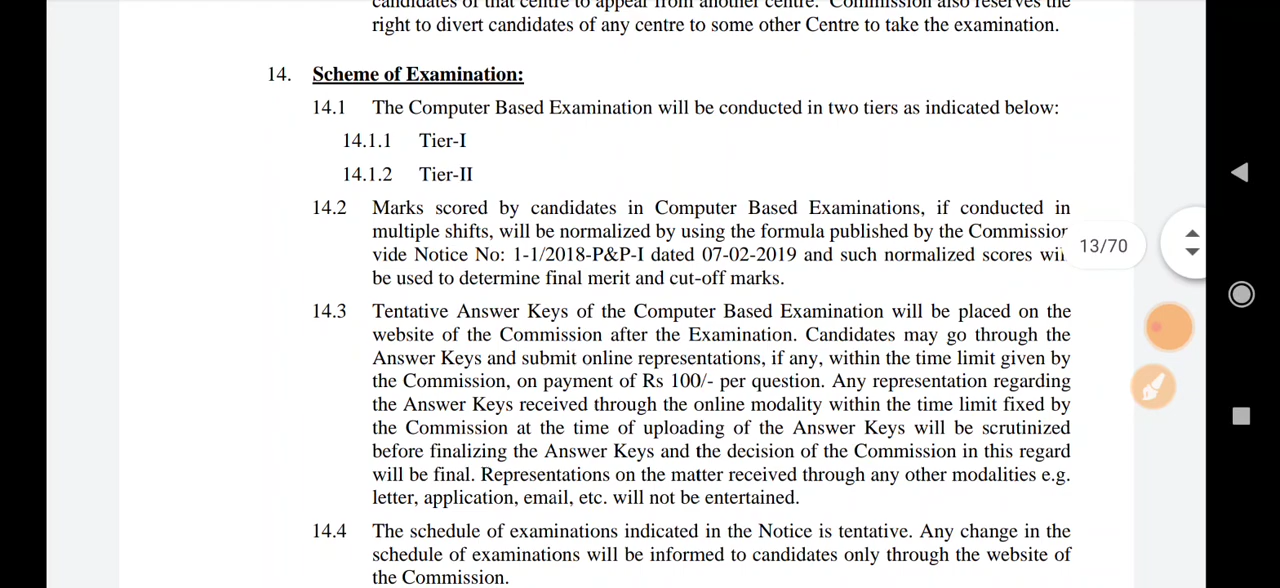 candidates of that centre to appear from another centre. Commission also reserves the
right to divert candidates of any centre to some other Centre to take the examination.
14. Scheme of Examination:
14.1 The Computer Based Examination will be conducted in two tiers as indicated below:
14.1.1 Tier-I
14.1.2 Tier-II
14.2 Marks scored by candidates in Computer Based Examinations, if conducted in
multiple shifts, will be normalized by using the formula published by the Commission
vide Notice No: 1-1/2018-P&P-I dated 07-02-2019 and such normalized scores wil
13/70
be used to determine final merit and cut-off marks.
14.3 Tentative Answer Keys of the Computer Based Examination will be placed on the
website of the Commission after the Examination. Candidates may go through the
Answer Keys and submit online representations, if any, within the time limit given by
the Commission, on payment of Rs 100/- per question. Any representation regarding
the Answer Keys received through the online modality within the time limit fixed by
the Commission at the time of uploading of the Answer Keys will be scrutinized
before finalizing the Answer Keys and the decision of the Commission in this regard
will be final. Representations on the matter received through any other modalities e.g.
letter, application, email, etc. will not be entertained.
14.4 The schedule of examinations indicated in the Notice is tentative. Any change in the
schedule of examinations will be informed to candidates only through the website of
the Commission.